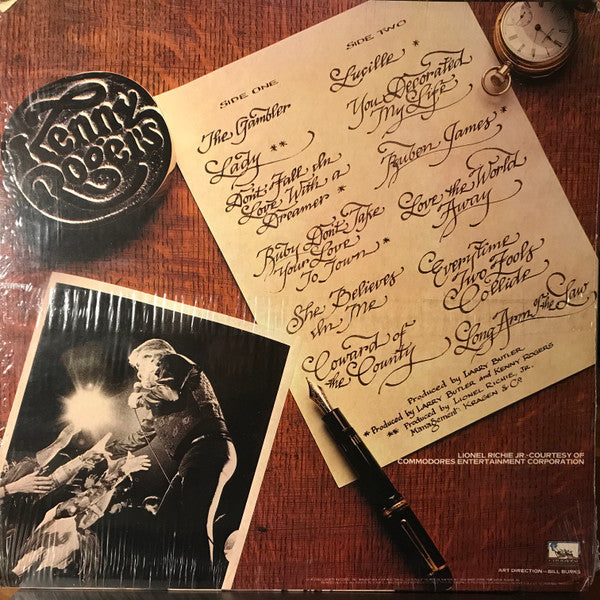 Kenny
Rogers
SIDE ONE
The Gambler
Lady **
Don't Fall In
Love With a
Dreamer *
Ruby Don't Take
Your Love
To Town *
She Believes
In Me
Coward of
the County
SIDE TWO
Lucille *
You Decorated
My Life *
Reuben James *
Love the World
Away
Everytime
Two Fools
Collide
Long Arm of the Law
Produced by LARRY BUTLER
* Produced by LARRY BUTLER and KENNY ROGERS
** Produced by LIONEL RICHIE, JR.
Management: KRAGEN & Cº
LIONEL RICHIE JR.-COURTESY OF
COMMODORES ENTERTAINMENT CORPORATION
ART DIRECTION—BILL BURKS